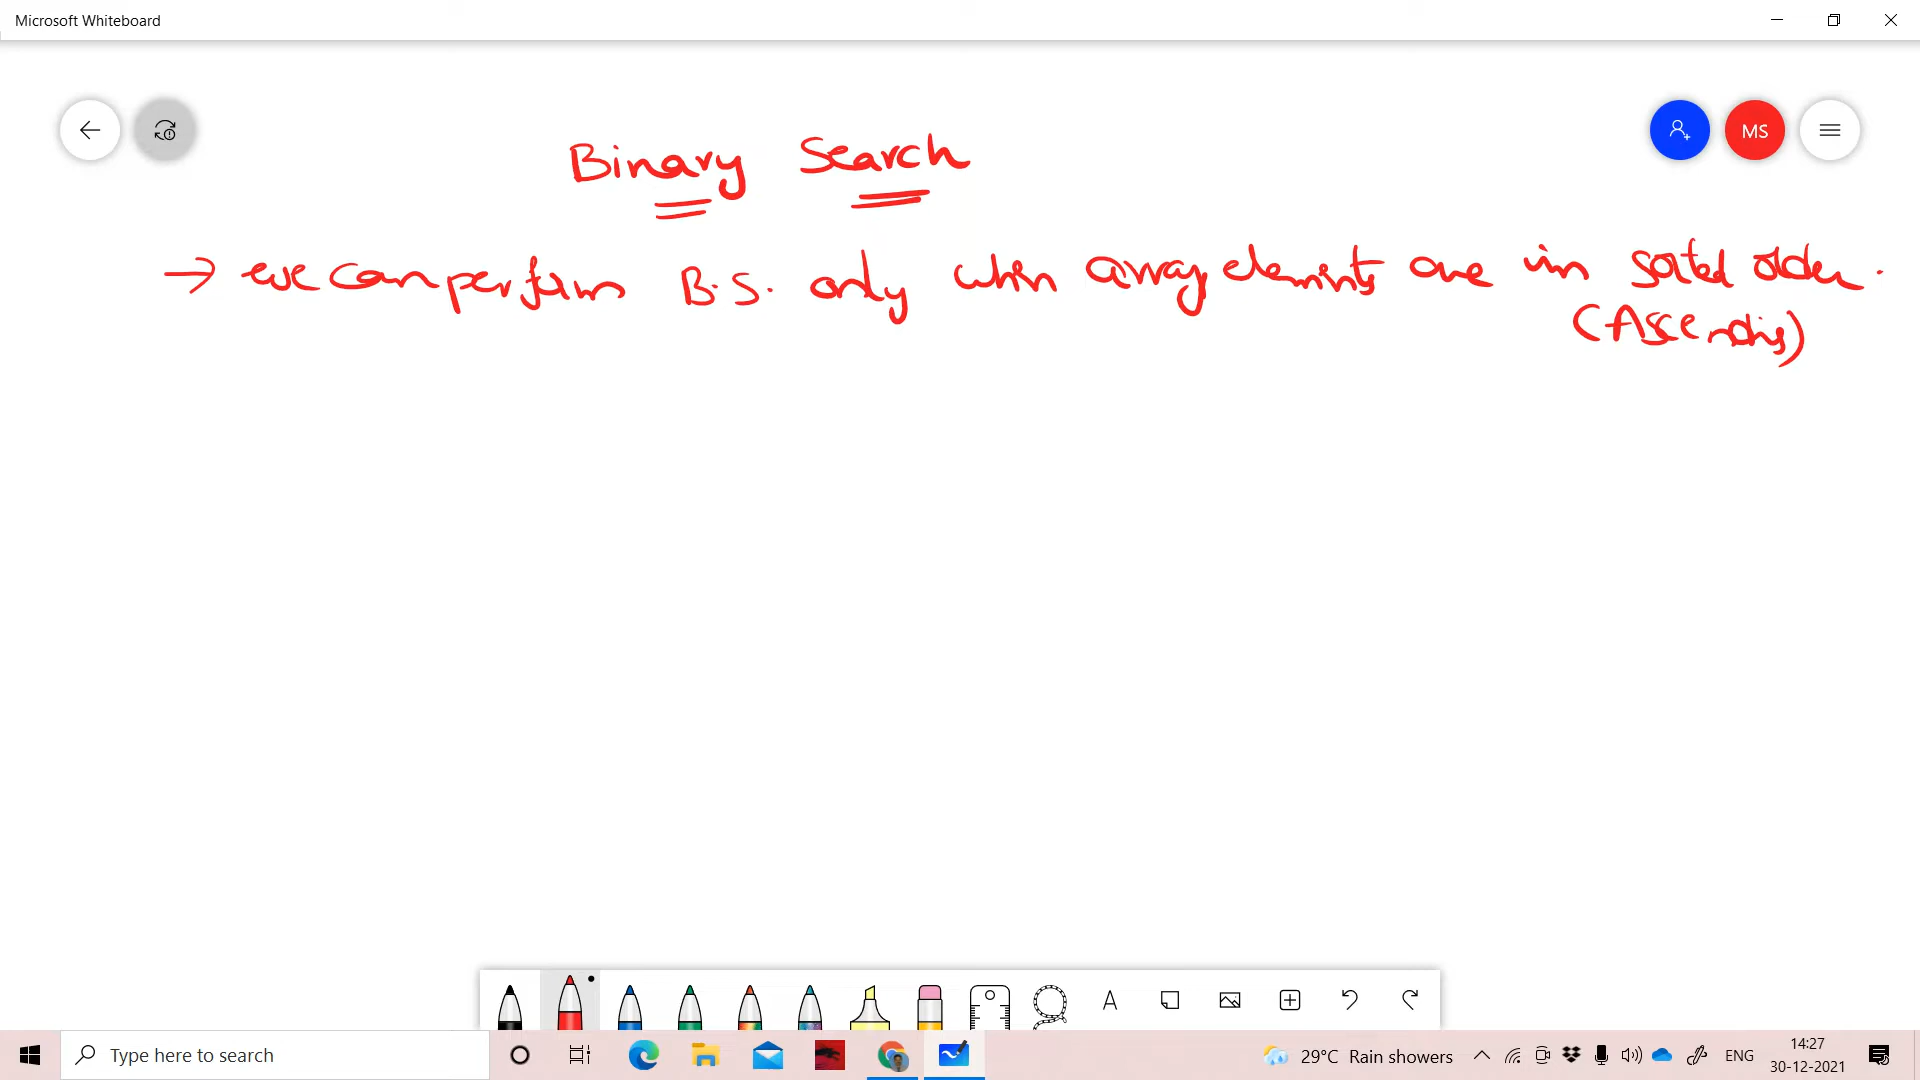 Microsoft Whiteboard
MS
Binary Search
→ we can perform B.S. only when array elements are in sorted order.
(Ascending)
A
Type here to search
29°C Rain showers
ENG
14:27
30-12-2021